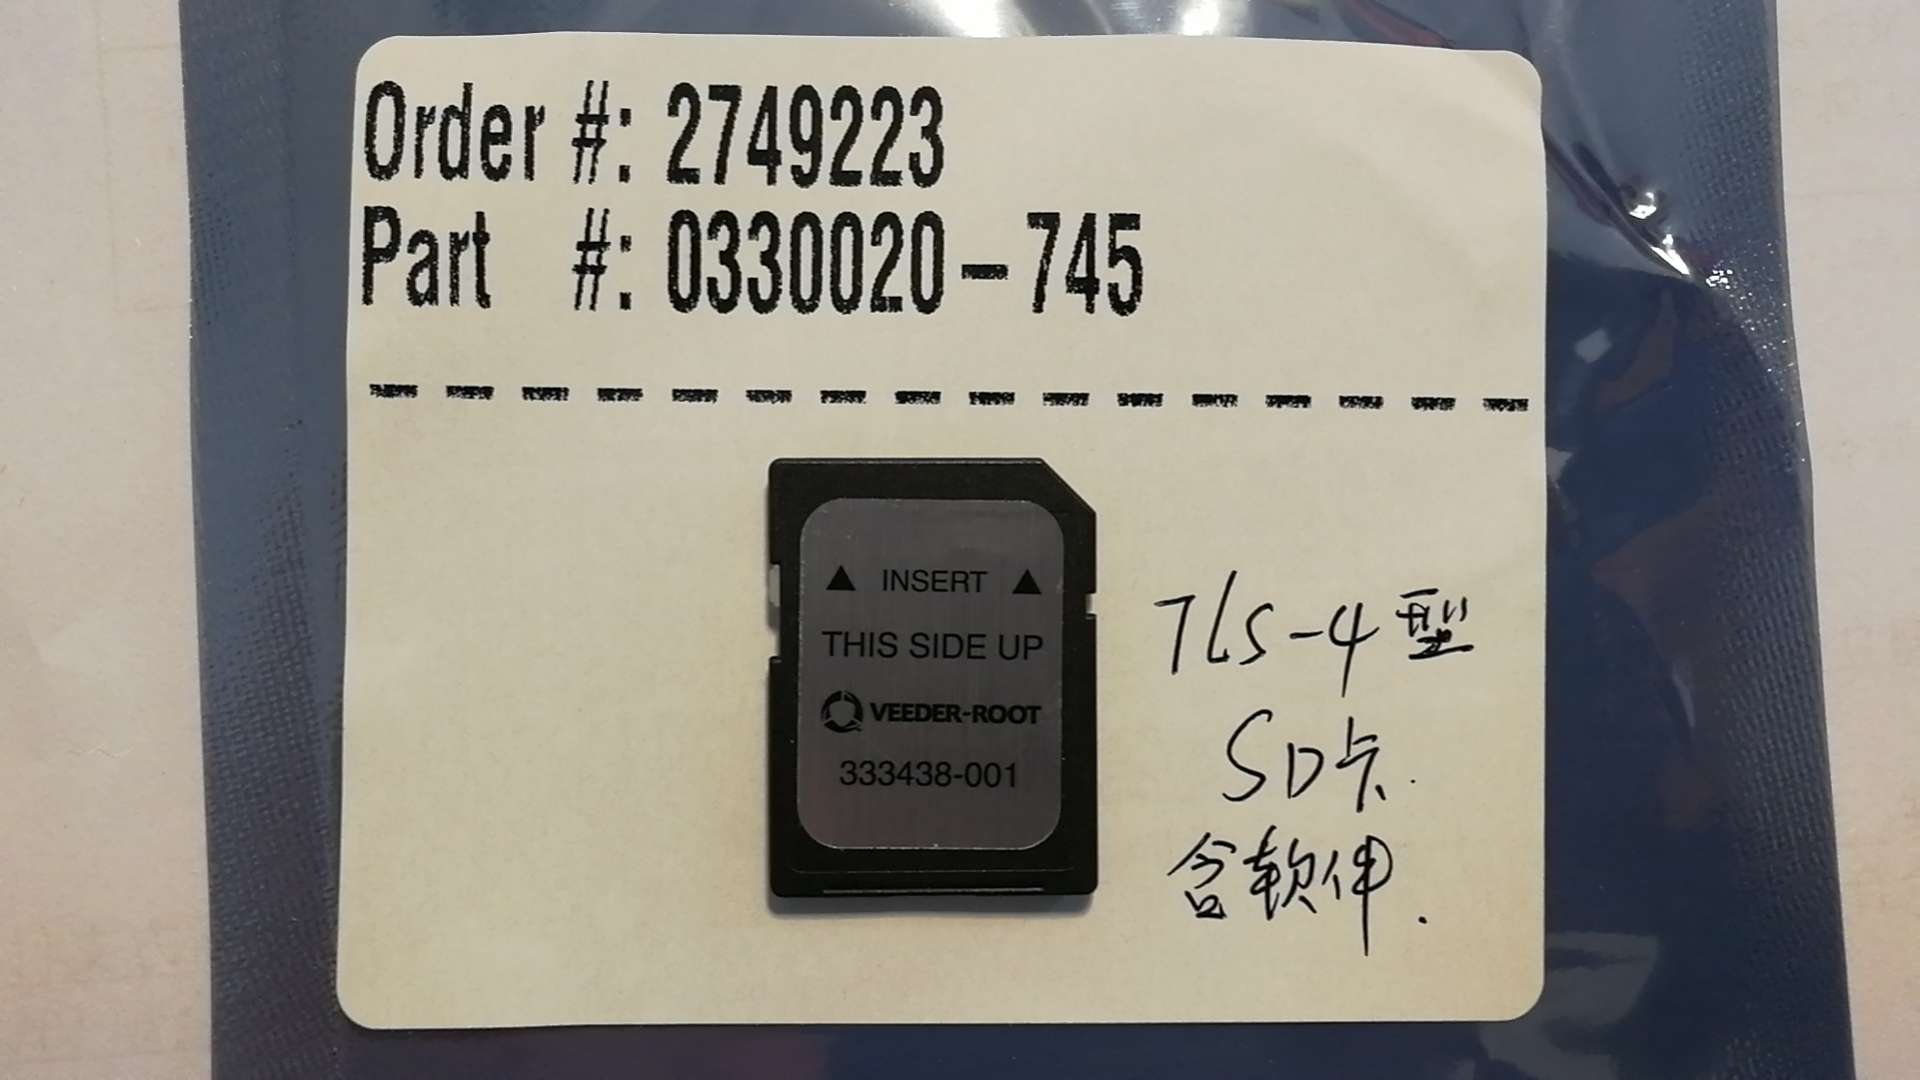 Order #: 2749223
Part #: 0330020-745
▲ INSERT ▲
THIS SIDE UP
VEEDER-ROOT
333438-001
TLS-4型
SD卡.
含软件.